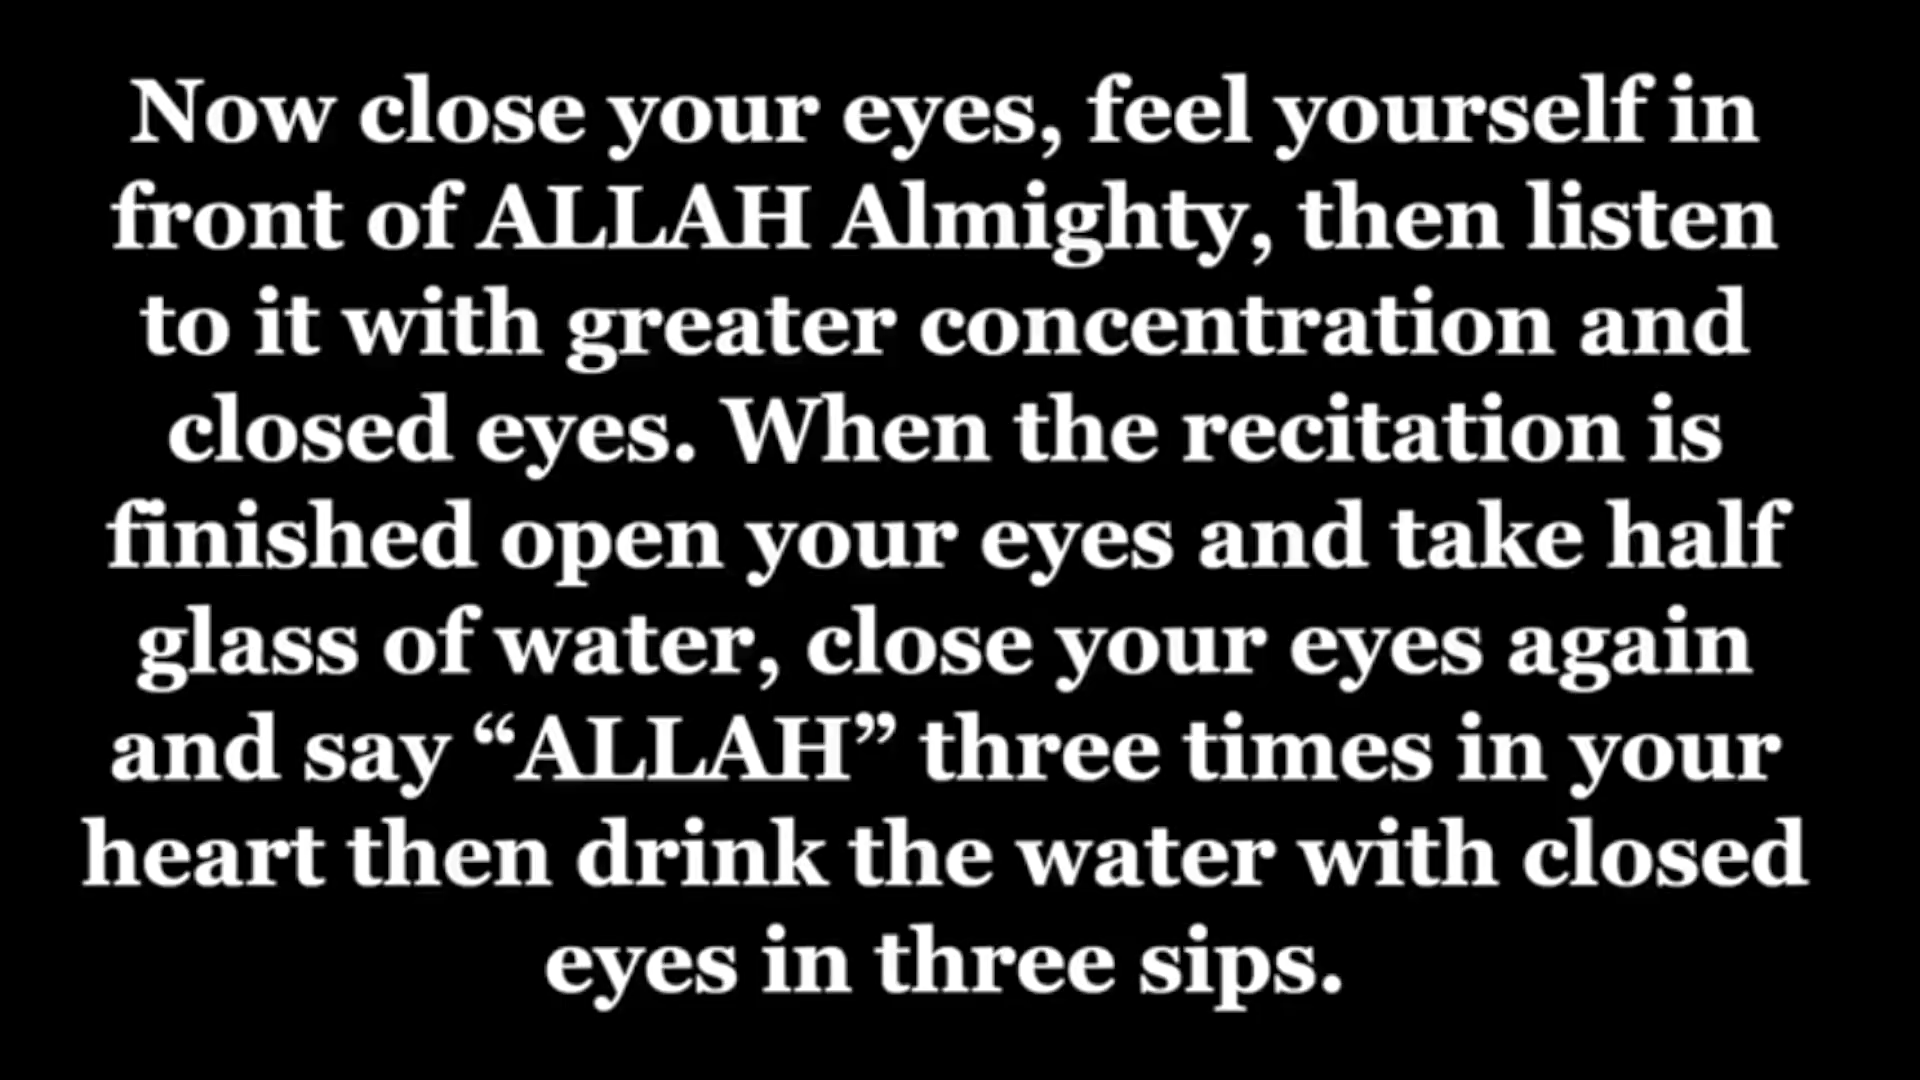 Now close your eyes, feel yourself in
front of ALLAH Almighty, then listen
to it with greater concentration and
closed eyes. When the recitation is
finished open your eyes and take half
glass of water, close your eyes again
and say “ALLAH” three times in your
heart then drink the water with closed
eyes in three sips.